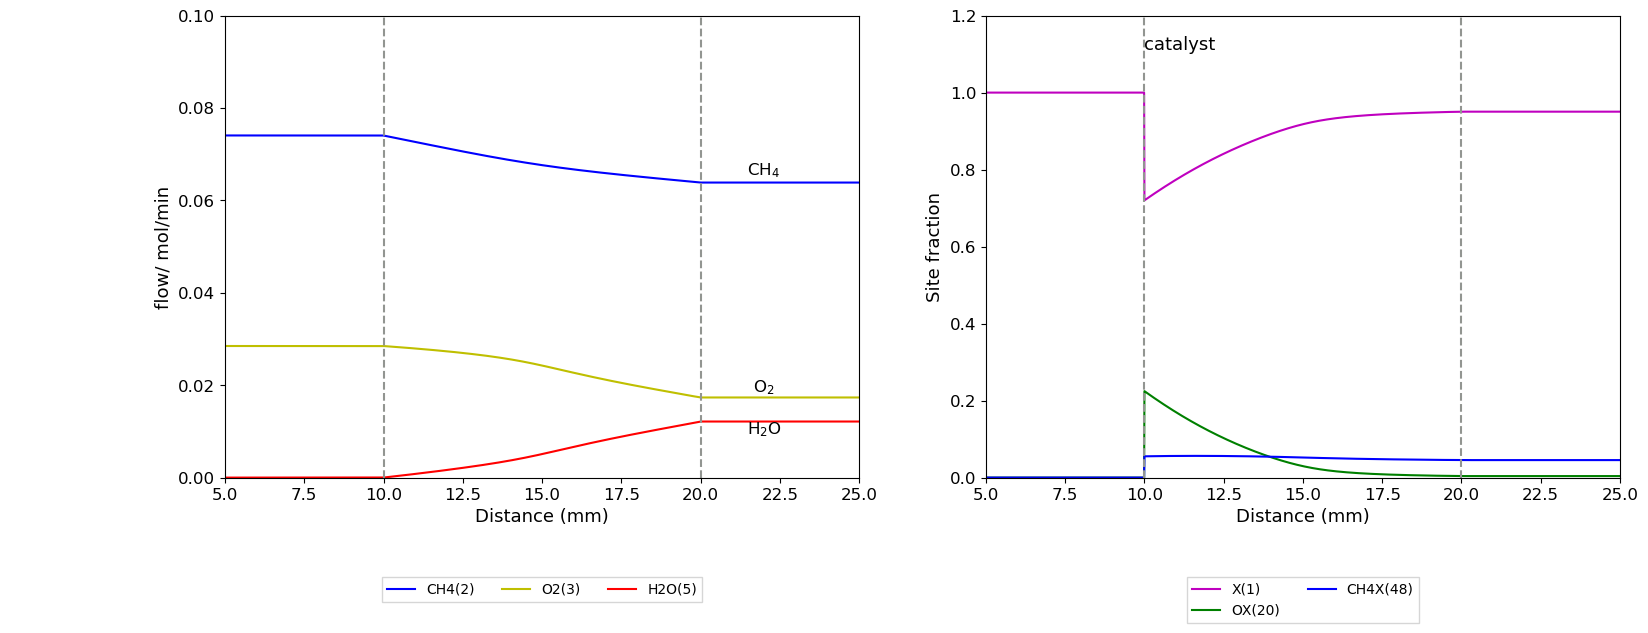 0.10
0.08
0.06
0.04
0.02
0.00
flow/ mol/min
CH4
O2
H2O
5.0 7.5 10.0 12.5 15.0 17.5 20.0 22.5 25.0
Distance (mm)
CH4(2) O2(3) H2O(5)
1.2
1.0
0.8
0.6
0.4
0.2
0.0
Site fraction
catalyst
5.0 7.5 10.0 12.5 15.0 17.5 20.0 22.5 25.0
Distance (mm)
X(1) CH4X(48)
OX(20)